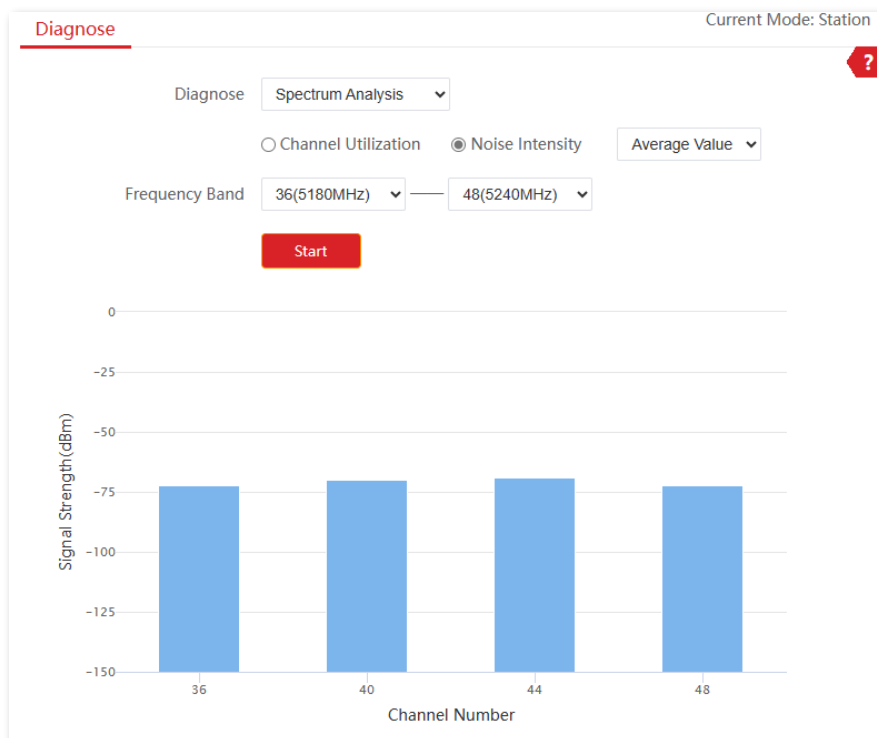 Diagnose
Current Mode: Station
?
Diagnose
Spectrum Analysis
Channel Utilization
Noise Intensity
Average Value
Frequency Band
36(5180MHz)
48(5240MHz)
Start
0
−25
−50
−75
−100
−125
−150
Signal Strength(dBm)
36
40
44
48
Channel Number